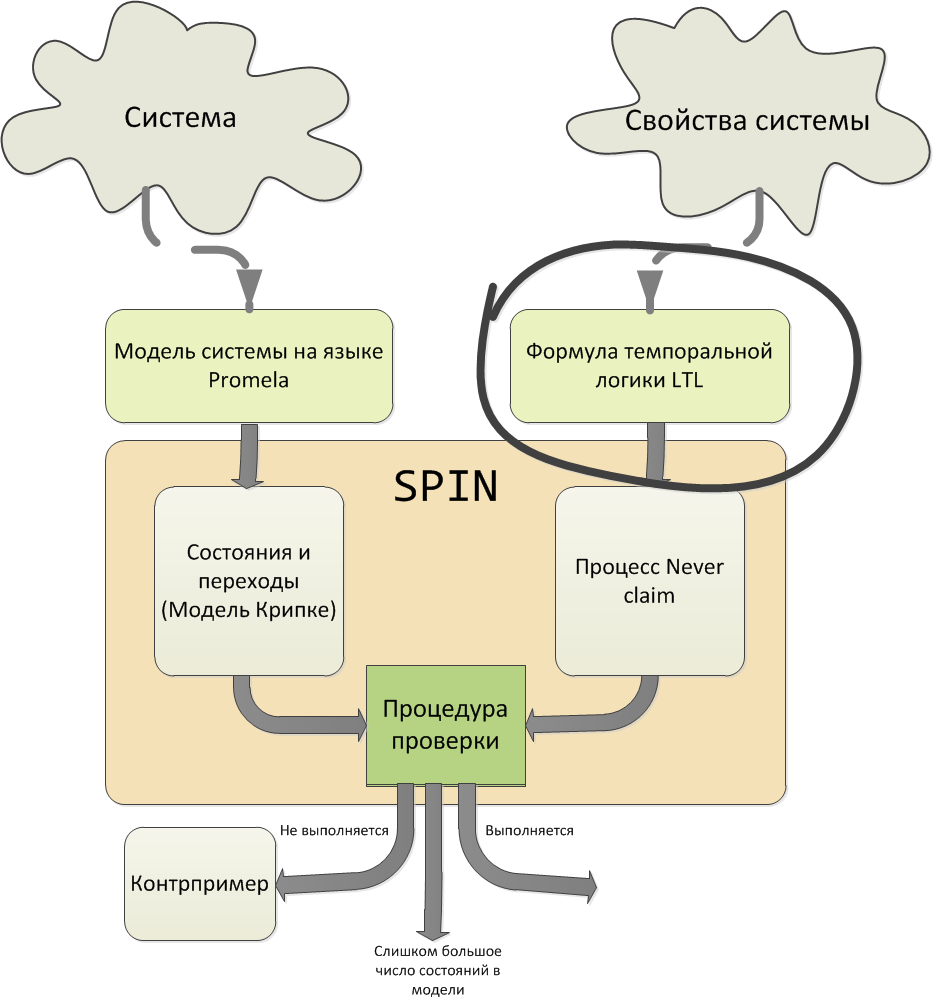 Система
Свойства системы
Модель системы на языке
Promela
Формула темпоральной
логики LTL
SPIN
Состояния и
переходы
(Модель Крипке)
Процесс Never
claim
Процедура
проверки
Не выполняется
Выполняется
Контрпример
Слишком большое
число состояний в
модели